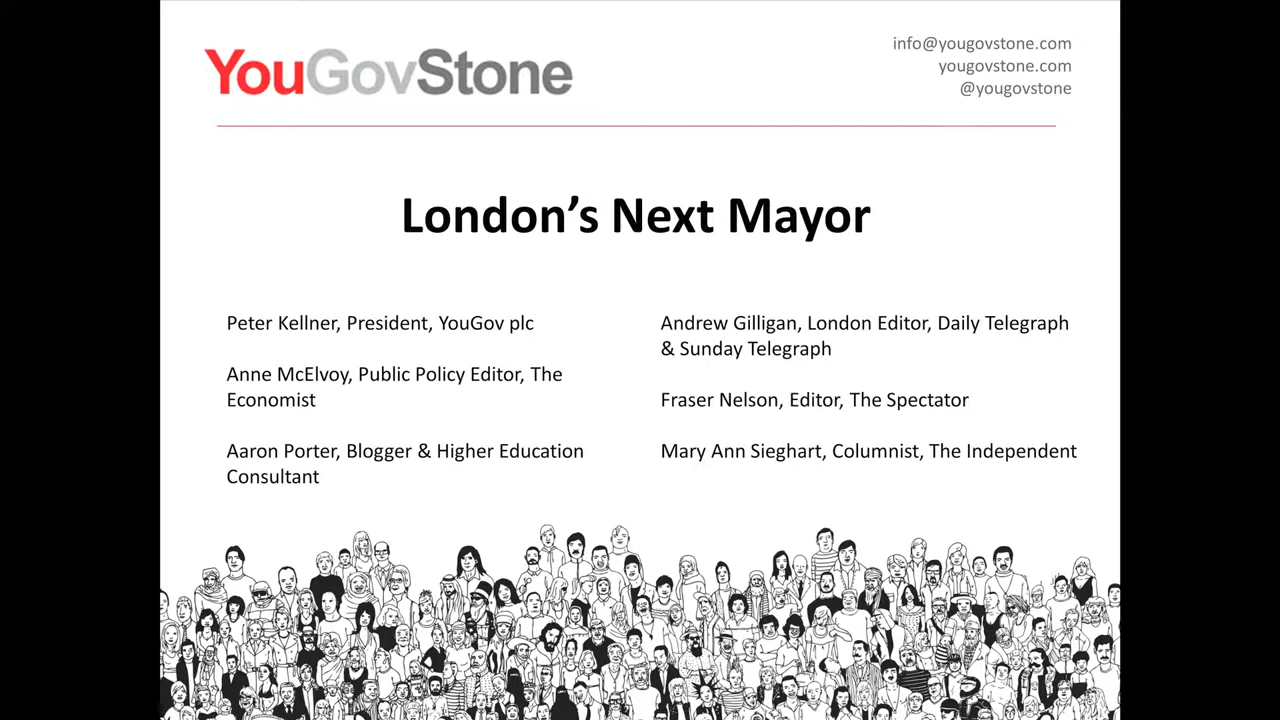 YouGovStone
info@yougovstone.com
yougovstone.com
@yougovstone
London’s Next Mayor
Peter Kellner, President, YouGov plc
Anne McElvoy, Public Policy Editor, The
Economist
Aaron Porter, Blogger & Higher Education
Consultant
Andrew Gilligan, London Editor, Daily Telegraph
& Sunday Telegraph
Fraser Nelson, Editor, The Spectator
Mary Ann Sieghart, Columnist, The Independent